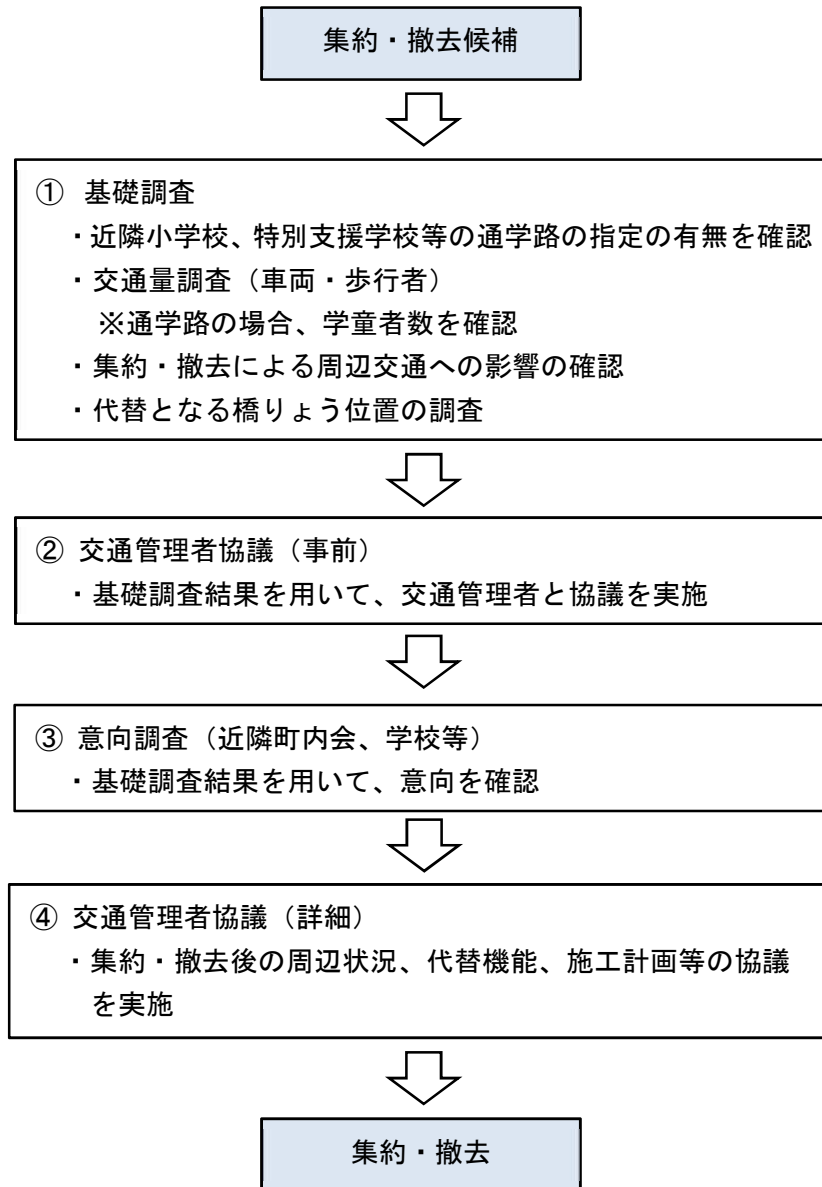 集約・撤去候補
① 基礎調査
・近隣小学校、特別支援学校等の通学路の指定の有無を確認
・交通量調査（車両・歩行者）
※通学路の場合、学童者数を確認
・集約・撤去による周辺交通への影響の確認
・代替となる橋りょう位置の調査
② 交通管理者協議（事前）
・基礎調査結果を用いて、交通管理者と協議を実施
③ 意向調査（近隣町内会、学校等）
・基礎調査結果を用いて、意向を確認
④ 交通管理者協議（詳細）
・集約・撤去後の周辺状況、代替機能、施工計画等の協議
を実施
集約・撤去